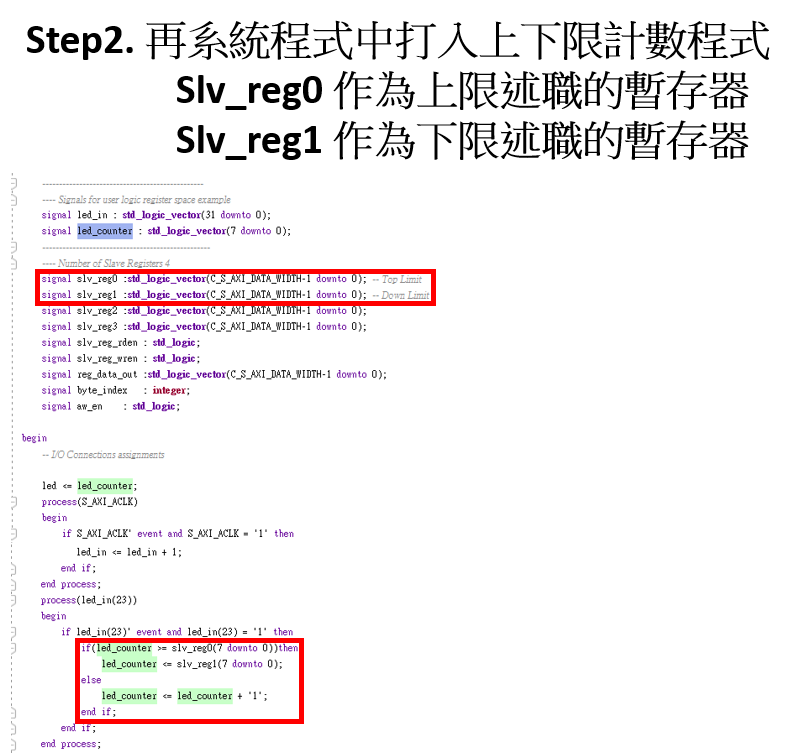 Step2. 再系統程式中打入上下限計數程式
Slv_reg0 作為上限述職的暫存器
Slv_reg1 作為下限述職的暫存器
------------------------------------------------
---- Signals for user logic register space example
signal led_in : std_logic_vector(31 downto 0);
signal led_counter : std_logic_vector(7 downto 0);
--------------------------------------------------
---- Number of Slave Registers 4
signal slv_reg0 :std_logic_vector(C_S_AXI_DATA_WIDTH-1 downto 0); -- Top Limit
signal slv_reg1 :std_logic_vector(C_S_AXI_DATA_WIDTH-1 downto 0); -- Down Limit
signal slv_reg2 :std_logic_vector(C_S_AXI_DATA_WIDTH-1 downto 0);
signal slv_reg3 :std_logic_vector(C_S_AXI_DATA_WIDTH-1 downto 0);
signal slv_reg_rden : std_logic;
signal slv_reg_wren : std_logic;
signal reg_data_out :std_logic_vector(C_S_AXI_DATA_WIDTH-1 downto 0);
signal byte_index : integer;
signal aw_en : std_logic;
begin
-- I/O Connections assignments
led <= led_counter;
process(S_AXI_ACLK)
begin
if S_AXI_ACLK' event and S_AXI_ACLK = '1' then
led_in <= led_in + 1;
end if;
end process;
process(led_in(23))
begin
if led_in(23)' event and led_in(23) = '1' then
if(led_counter >= slv_reg0(7 downto 0))then
led_counter <= slv_reg1(7 downto 0);
else
led_counter <= led_counter + '1';
end if;
end if;
end process;